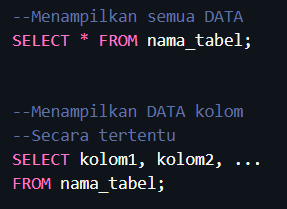 --Menampilkan semua DATA
SELECT * FROM nama_tabel;
--Menampilkan DATA kolom
--Secara tertentu
SELECT kolom1, kolom2, ...
FROM nama_tabel;